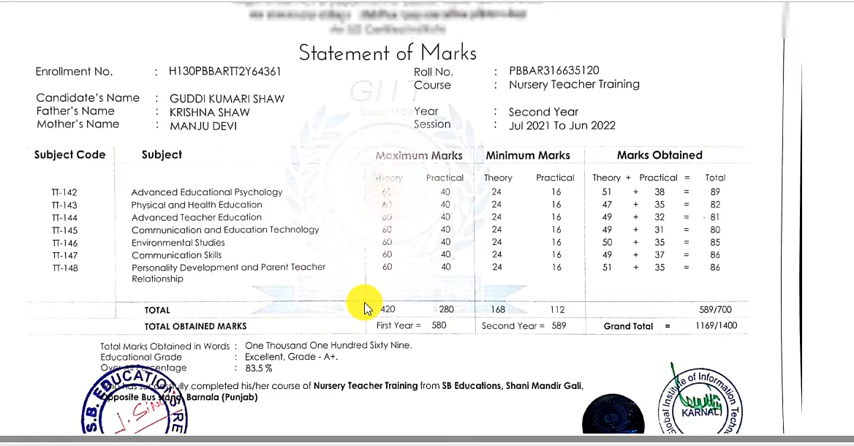 Statement of Marks
Enrollment No. : H130PBBARTT2Y64361 Roll No. : PBBAR316635120
Course : Nursery Teacher Training
Candidate's Name : GUDDI KUMARI SHAW
Father's Name : KRISHNA SHAW Year : Second Year
Mother's Name : MANJU DEVI Session : Jul 2021 To Jun 2022
GIIT
Subject Code Subject Maximum Marks Minimum Marks Marks Obtained
Theory Practical Theory Practical Theory + Practical = Total
TT-142 Advanced Educational Psychology 60 40 24 16 51 + 38 = 89
TT-143 Physical and Health Education 60 40 24 16 47 + 35 = 82
TT-144 Advanced Teacher Education 60 40 24 16 49 + 32 = 81
TT-145 Communication and Education Technology 60 40 24 16 49 + 31 = 80
TT-146 Environmental Studies 60 40 24 16 50 + 35 = 85
TT-147 Communication Skills 60 40 24 16 49 + 37 = 86
TT-148 Personality Development and Parent Teacher 60 40 24 16 51 + 35 = 86
Relationship
TOTAL 420 280 168 112 589/700
TOTAL OBTAINED MARKS First Year = 580 Second Year = 589 Grand Total = 1169/1400
Total Marks Obtained in Words : One Thousand One Hundred Sixty Nine.
Educational Grade : Excellent, Grade - A+.
: 83.5 %
completed his/her course of Nursery Teacher Training from SB Educations, Shani Mandir Gali,
Opposite Bus stand, Barnala (Punjab)
S.B. EDUCATIONS
Institute of Information
KARNAL